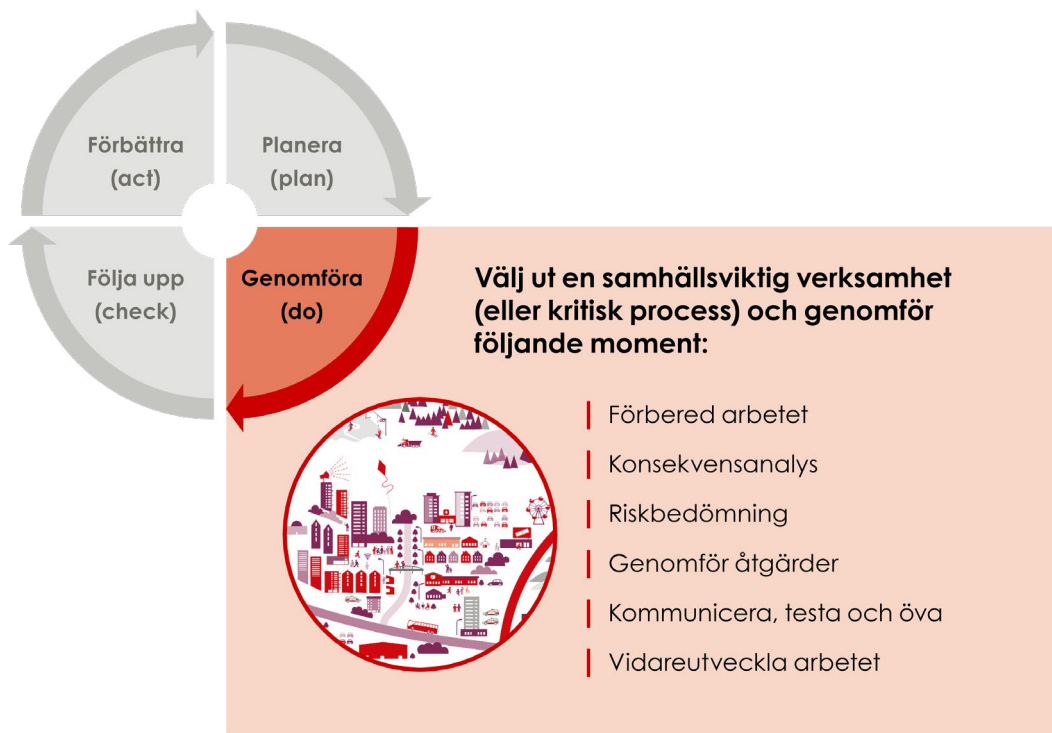 Förbättra
(act)
Planera
(plan)
Följa upp
(check)
Genomföra
(do)
Välj ut en samhällsviktig verksamhet
(eller kritisk process) och genomför
följande moment:
Förbered arbetet
Konsekvensanalys
Riskbedömning
Genomför åtgärder
Kommunicera, testa och öva
Vidareutveckla arbetet